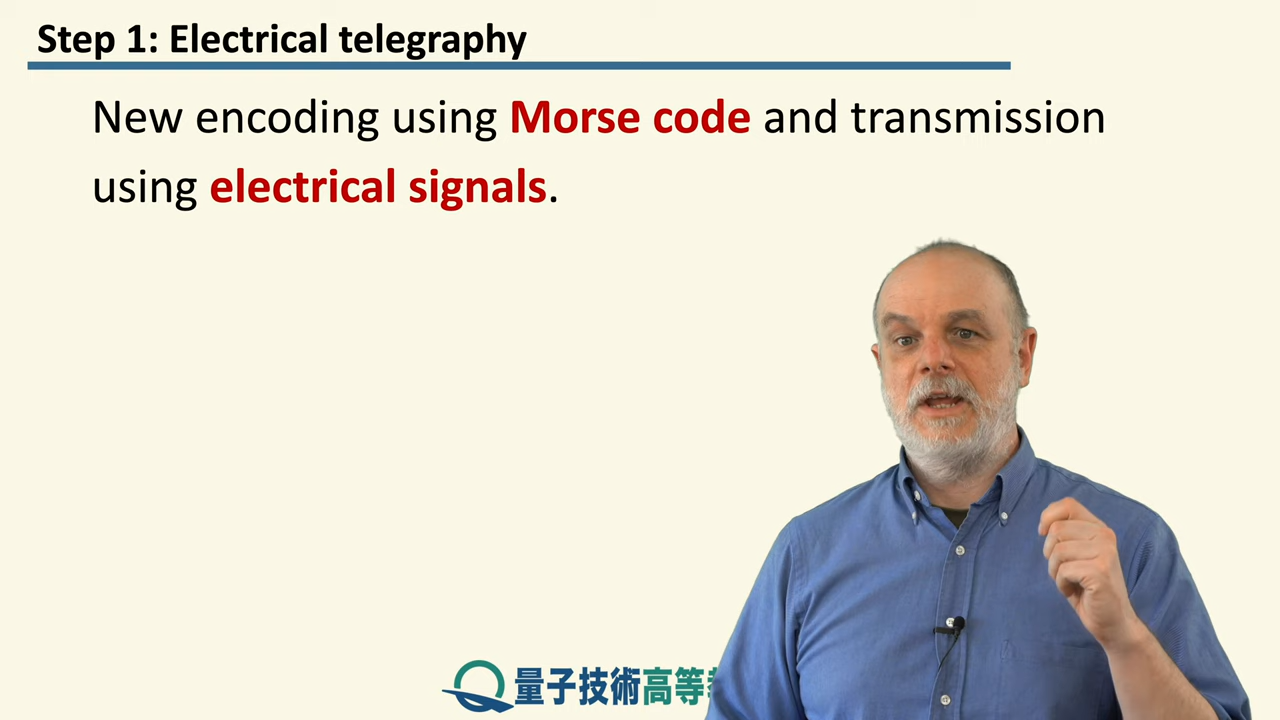 Step 1: Electrical telegraphy
New encoding using Morse code and transmission
using electrical signals.
量子技術高等